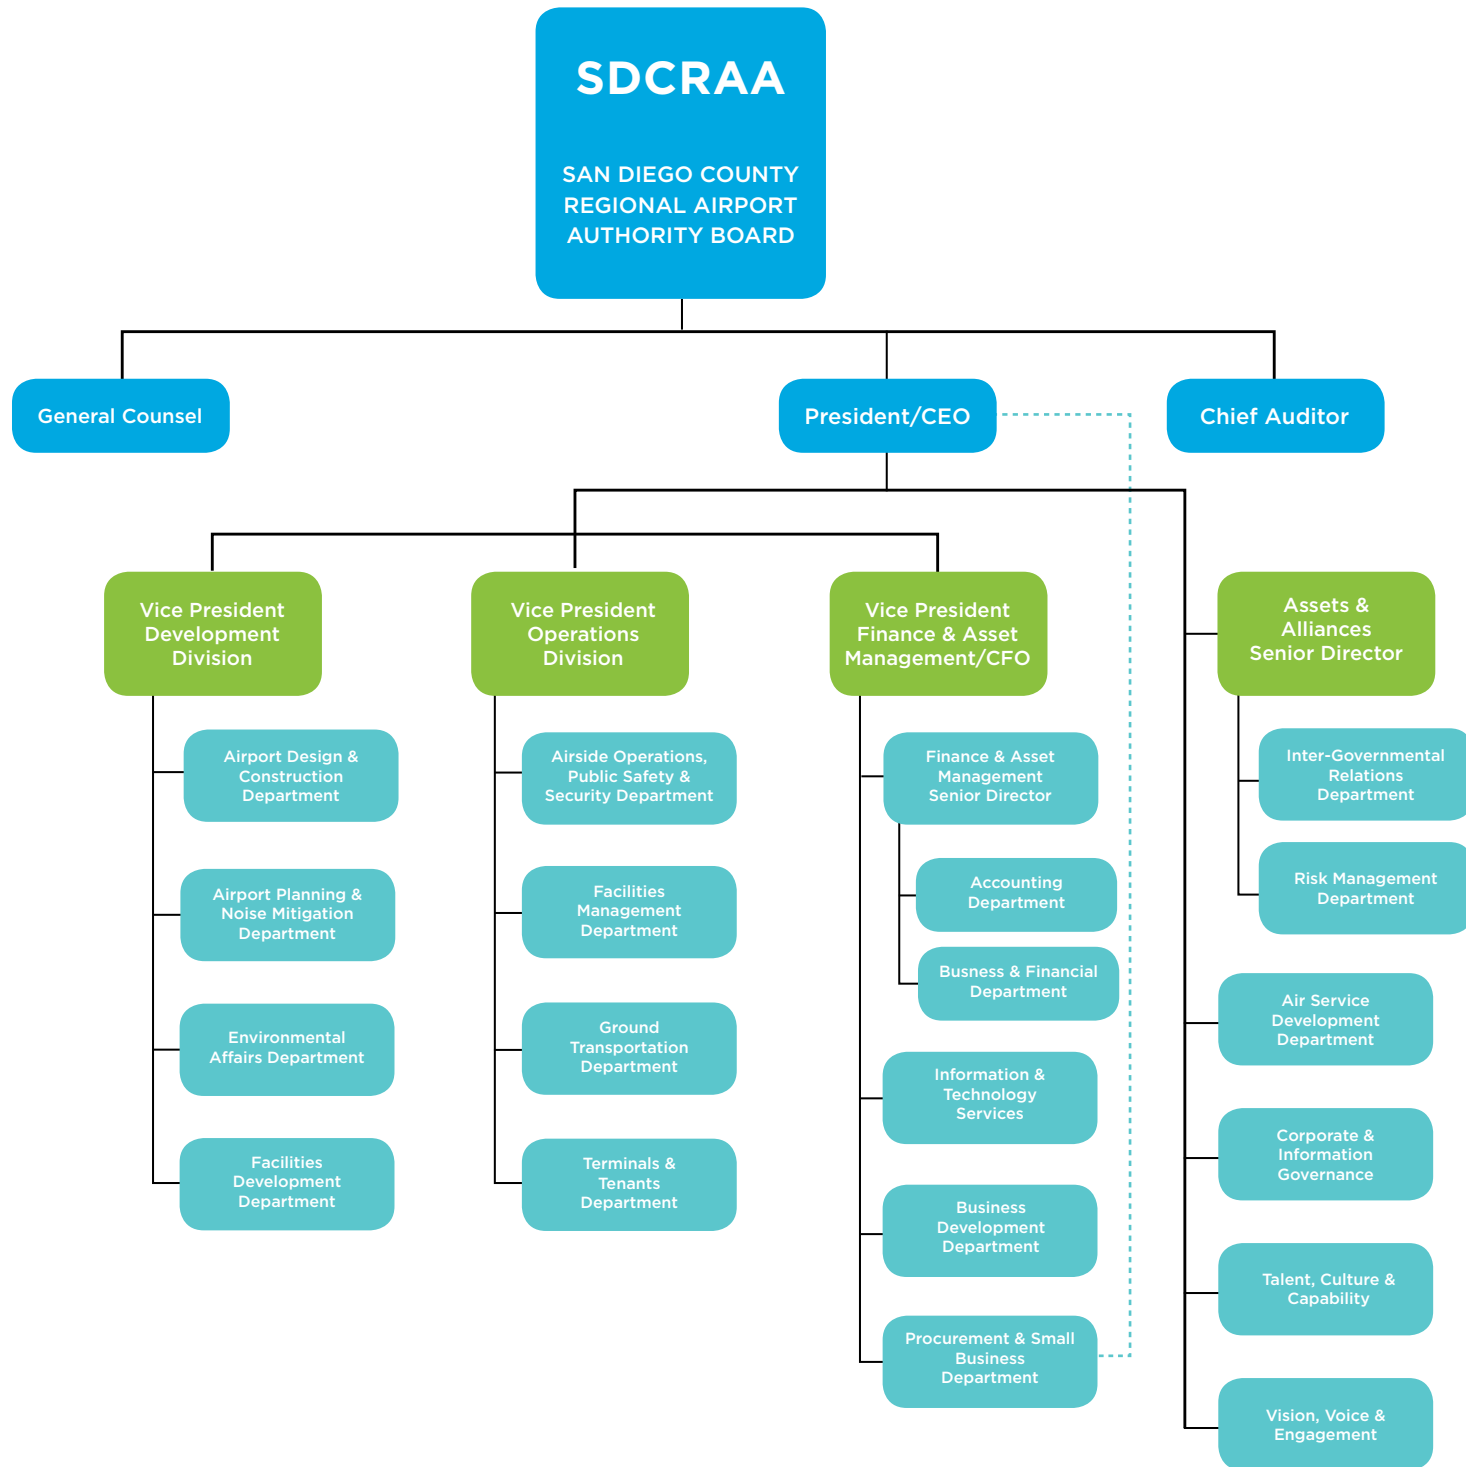 SDCRAA
SAN DIEGO COUNTY
REGIONAL AIRPORT
AUTHORITY BOARD
General Counsel
President/CEO
Chief Auditor
Vice President
Development
Division
Airport Design &
Construction
Department
Airport Planning &
Noise Mitigation
Department
Environmental
Affairs Department
Facilities
Development
Department
Vice President
Operations
Division
Airside Operations,
Public Safety &
Security Department
Facilities
Management
Department
Ground
Transportation
Department
Terminals &
Tenants
Department
Vice President
Finance & Asset
Management/CFO
Finance & Asset
Management
Senior Director
Accounting
Department
Busness & Financial
Department
Information &
Technology
Services
Business
Development
Department
Procurement & Small
Business
Department
Assets &
Alliances
Senior Director
Inter-Governmental
Relations
Department
Risk Management
Department
Air Service
Development
Department
Corporate &
Information
Governance
Talent, Culture &
Capability
Vision, Voice &
Engagement